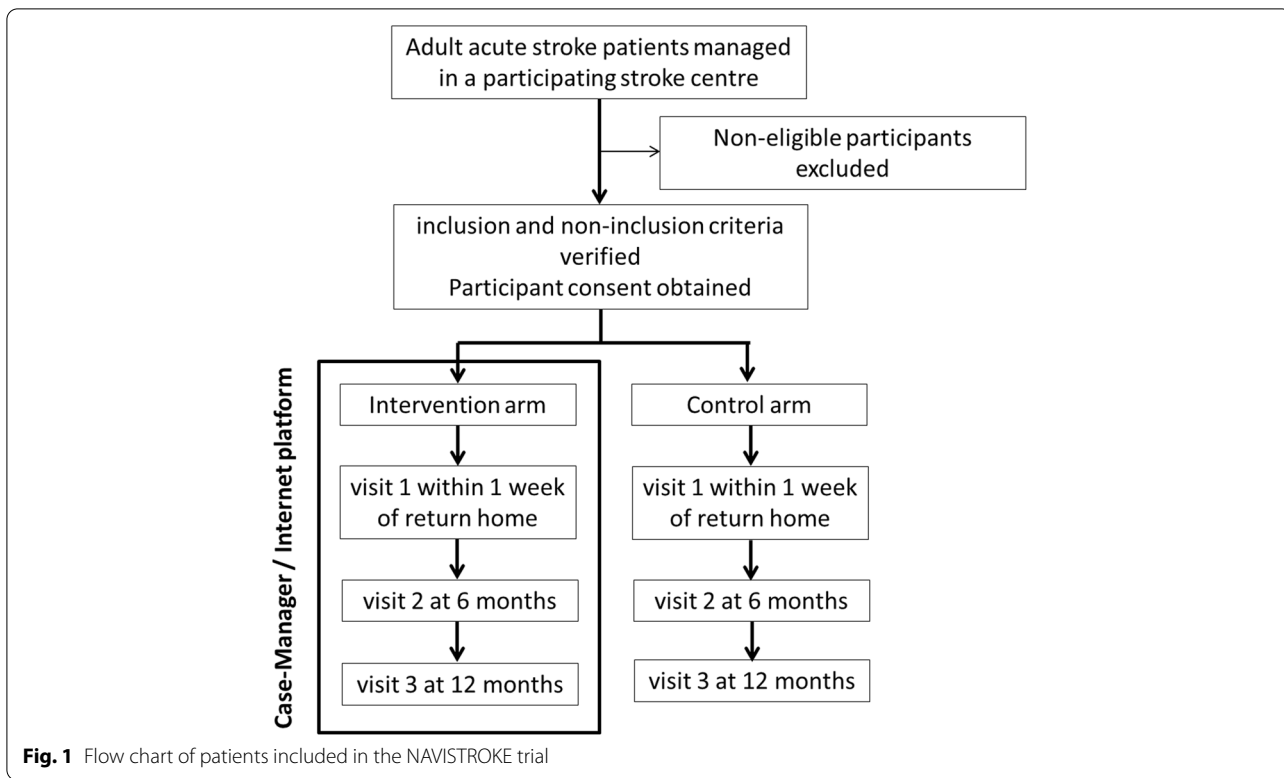 Adult acute stroke patients managed
in a participating stroke centre
Non-eligible participants
excluded
inclusion and non-inclusion criteria
verified
Participant consent obtained
Case-Manager / Internet platform
Intervention arm
visit 1 within 1 week
of return home
visit 2 at 6 months
visit 3 at 12 months
Control arm
visit 1 within 1 week
of return home
visit 2 at 6 months
visit 3 at 12 months
Fig. 1 Flow chart of patients included in the NAVISTROKE trial